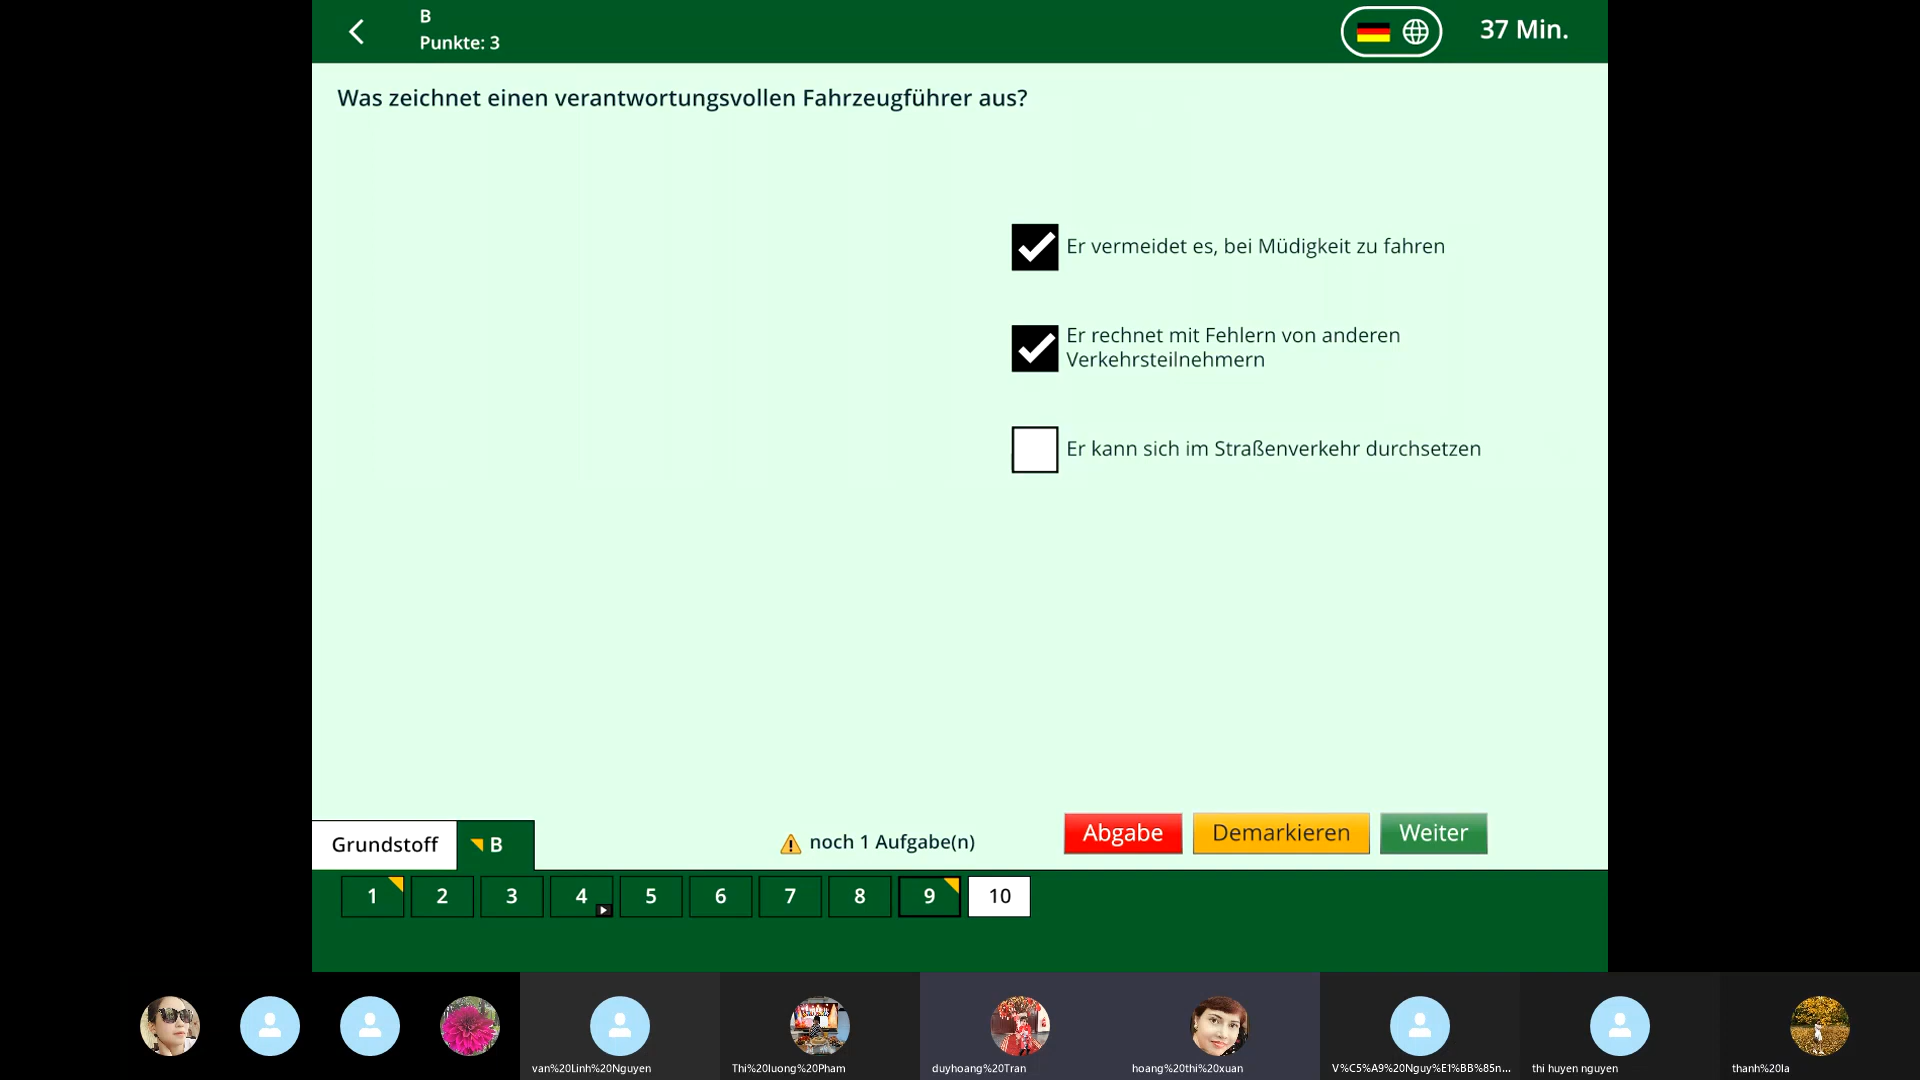 B
Punkte: 3
37 Min.
Was zeichnet einen verantwortungsvollen Fahrzeugführer aus?
Er vermeidet es, bei Müdigkeit zu fahren
Er rechnet mit Fehlern von anderen
Verkehrsteilnehmern
Er kann sich im Straßenverkehr durchsetzen
Grundstoff
B
noch 1 Aufgabe(n)
Abgabe
Demarkieren
Weiter
1
2
3
4
5
6
7
8
9
10
van%20Linh%20Nguyen
Thi%20luong%20Pham
duyhoang%20Tran
hoang%20thi%20xuan
V%C5%A9%20Nguy%E1%BB%85n...
thi huyen nguyen
thanh%20la